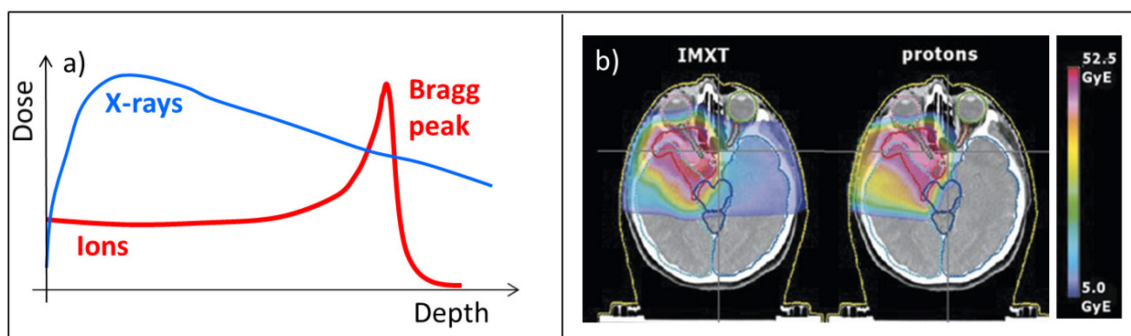 a)
Dose
X-rays
Bragg
peak
Ions
Depth
b)
IMXT
protons
52.5
GyE
5.0
GyE